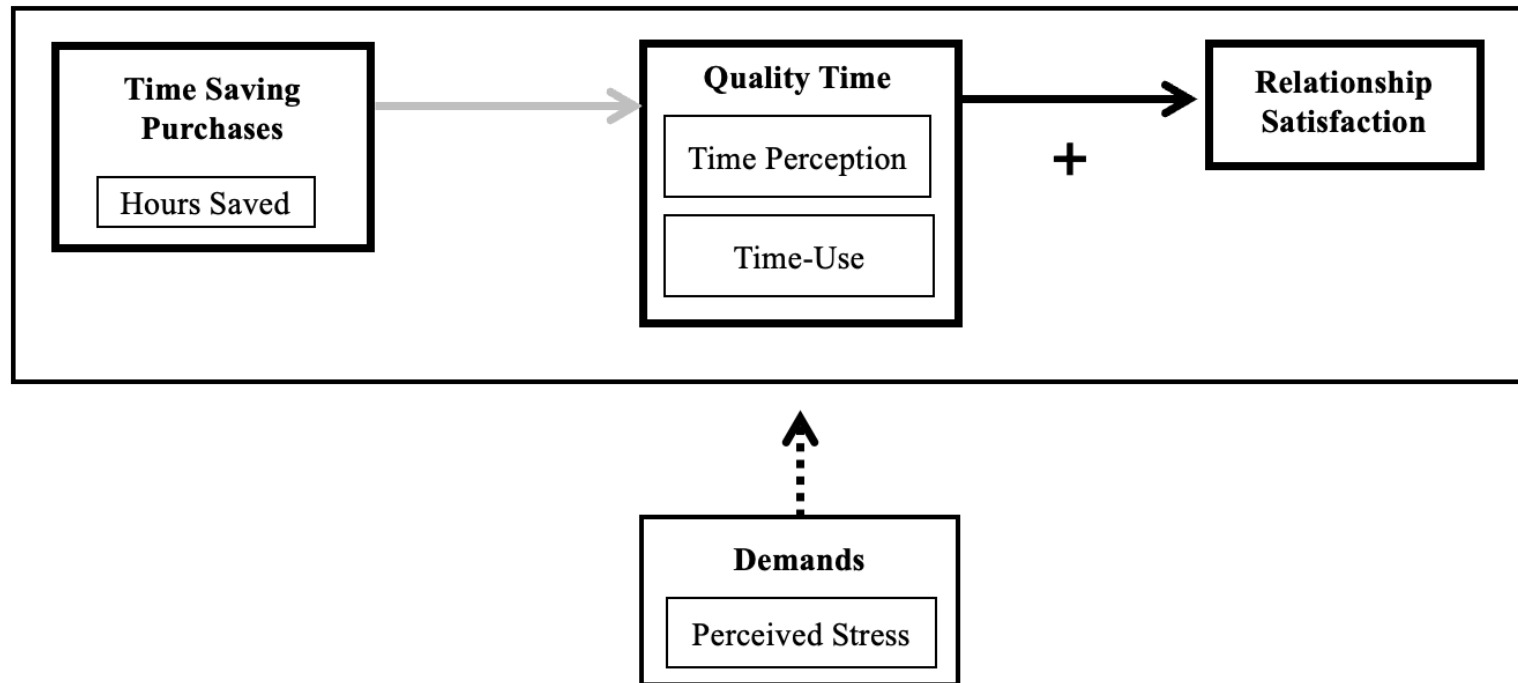 Time Saving
Purchases
Hours Saved
Quality Time
Time Perception
Time-Use
+
Relationship
Satisfaction
Demands
Perceived Stress